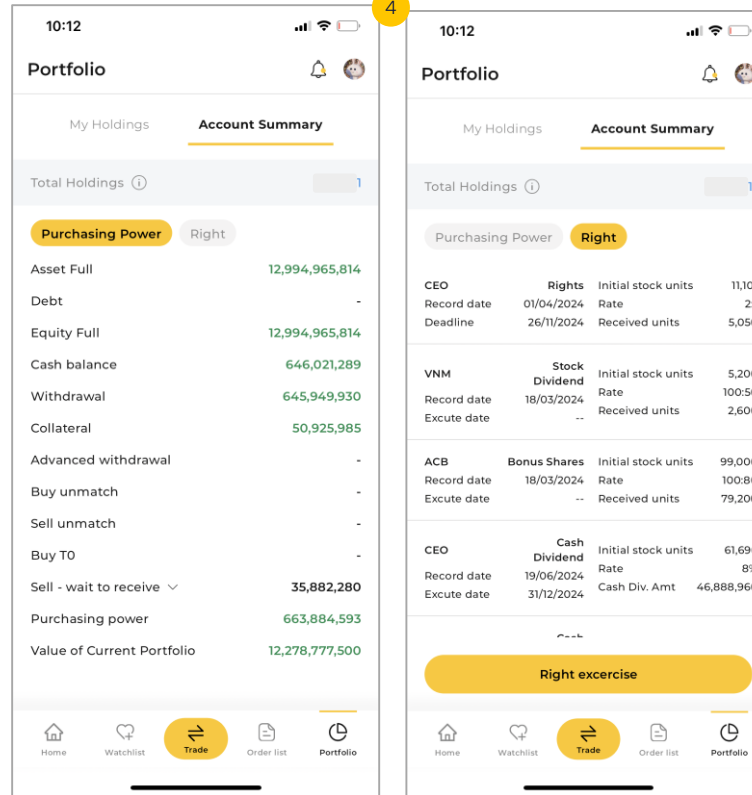 4
10:12
Portfolio
My Holdings Account Summary
Total Holdings 1
Purchasing Power Right
Asset Full 12,994,965,814
Debt -
Equity Full 12,994,965,814
Cash balance 646,021,289
Withdrawal 645,949,930
Collateral 50,925,985
Advanced withdrawal -
Buy unmatch -
Sell unmatch -
Buy T0 -
Sell - wait to receive 35,882,280
Purchasing power 663,884,593
Value of Current Portfolio 12,278,777,500
Home Watchlist Trade Order list Portfolio
10:12
Portfolio
My Holdings Account Summary
Total Holdings
Purchasing Power Right
CEO Rights Initial stock units
Record date 01/04/2024 Rate
Deadline 26/11/2024 Received units
VNM Stock Dividend Initial stock units
Record date 18/03/2024 Rate
Excute date -- Received units
ACB Bonus Shares Initial stock units
Record date 18/03/2024 Rate
Excute date -- Received units
CEO Cash Dividend Initial stock units
Record date 19/06/2024 Rate
Excute date 31/12/2024 Cash Div. Amt
Right excercise
Home Watchlist Trade Order list Portfolio